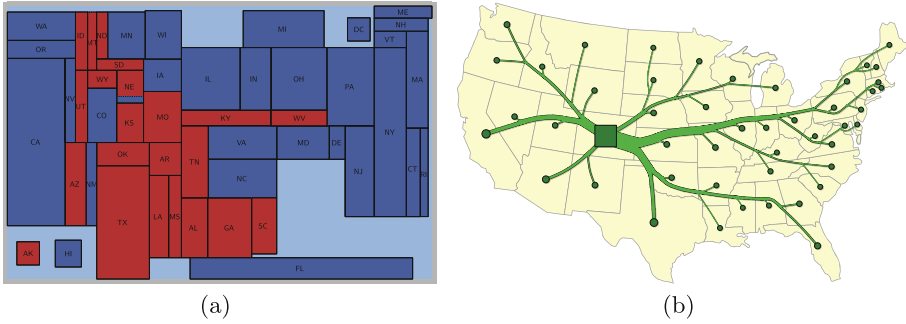 ME
WA ID MT ND MN WI MI DC NH
OR VT
SD IA IL IN OH PA MA
NV UT WY NE
CO KS MO KY WV NY
CA OK AR TN VA MD DE
AZ NM NC NJ CT RI
TX LA MS AL GA SC
AK HI FL
(a) (b)